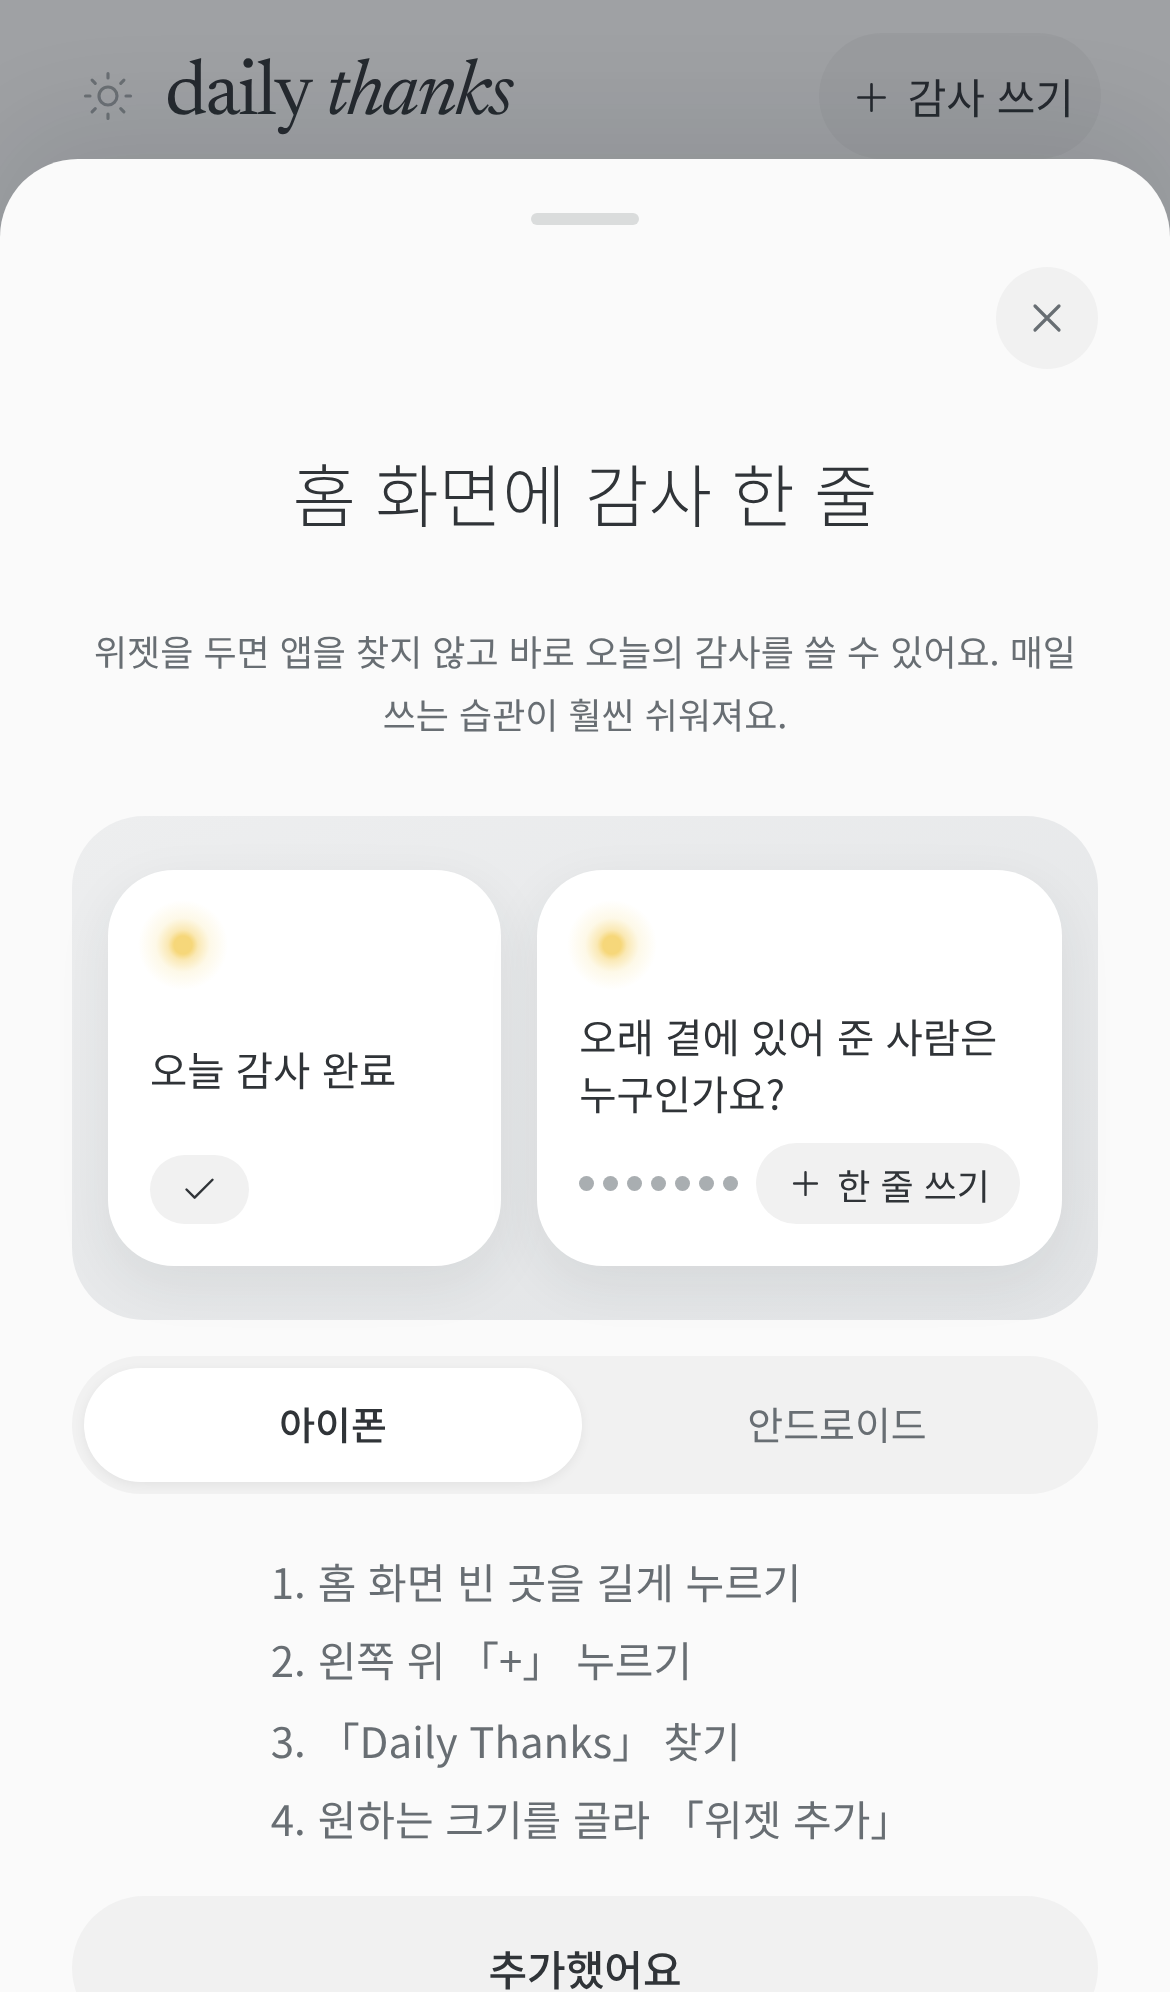 daily thanks
+ 감사 쓰기
홈 화면에 감사 한 줄
위젯을 두면 앱을 찾지 않고 바로 오늘의 감사를 쓸 수 있어요. 매일
쓰는 습관이 훨씬 쉬워져요.
오늘 감사 완료
오래 곁에 있어 준 사람은
누구인가요?
+ 한 줄 쓰기
아이폰
안드로이드
1. 홈 화면 빈 곳을 길게 누르기
2. 왼쪽 위 「+」 누르기
3. 「Daily Thanks」 찾기
4. 원하는 크기를 골라 「위젯 추가」
추가했어요